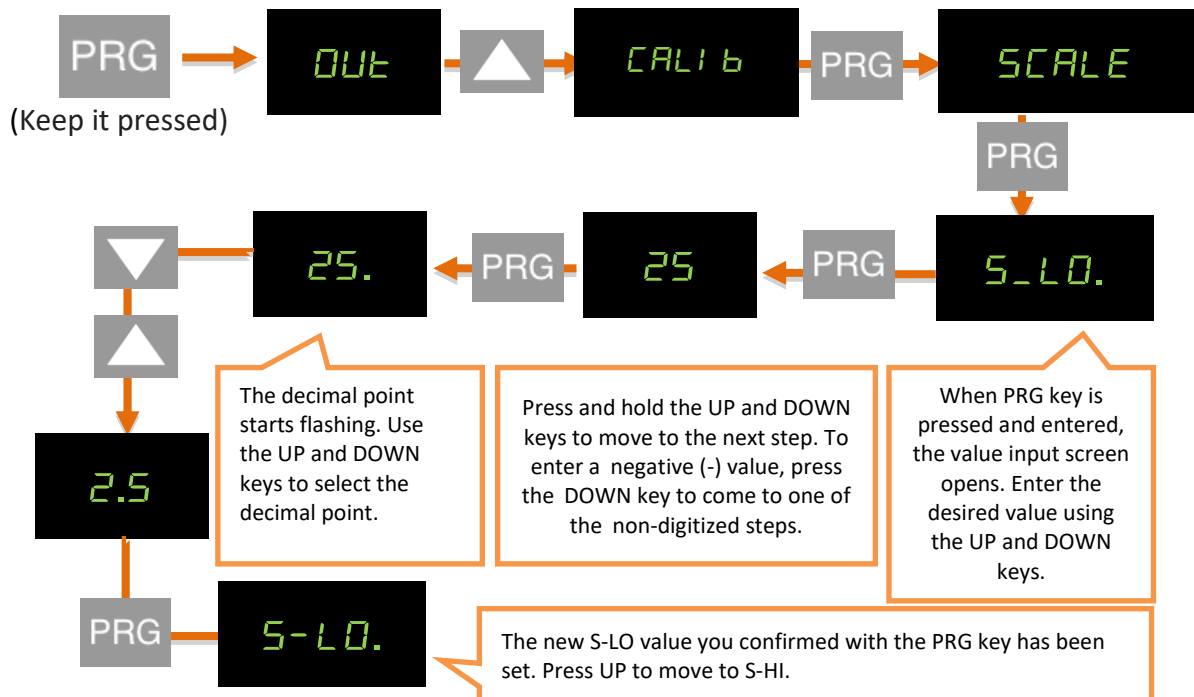 PRG
OUt
CALI b
PRG
SCALE
(Keep it pressed)
PRG
25.
PRG
25
PRG
S_LO.
The decimal point
starts flashing. Use
the UP and DOWN
keys to select the
decimal point.
Press and hold the UP and DOWN
keys to move to the next step. To
enter a negative (-) value, press
the DOWN key to come to one of
the non-digitized steps.
When PRG key is
pressed and entered,
the value input screen
opens. Enter the
desired value using
the UP and DOWN
keys.
2.5
PRG
S-LO.
The new S-LO value you confirmed with the PRG key has been
set. Press UP to move to S-HI.